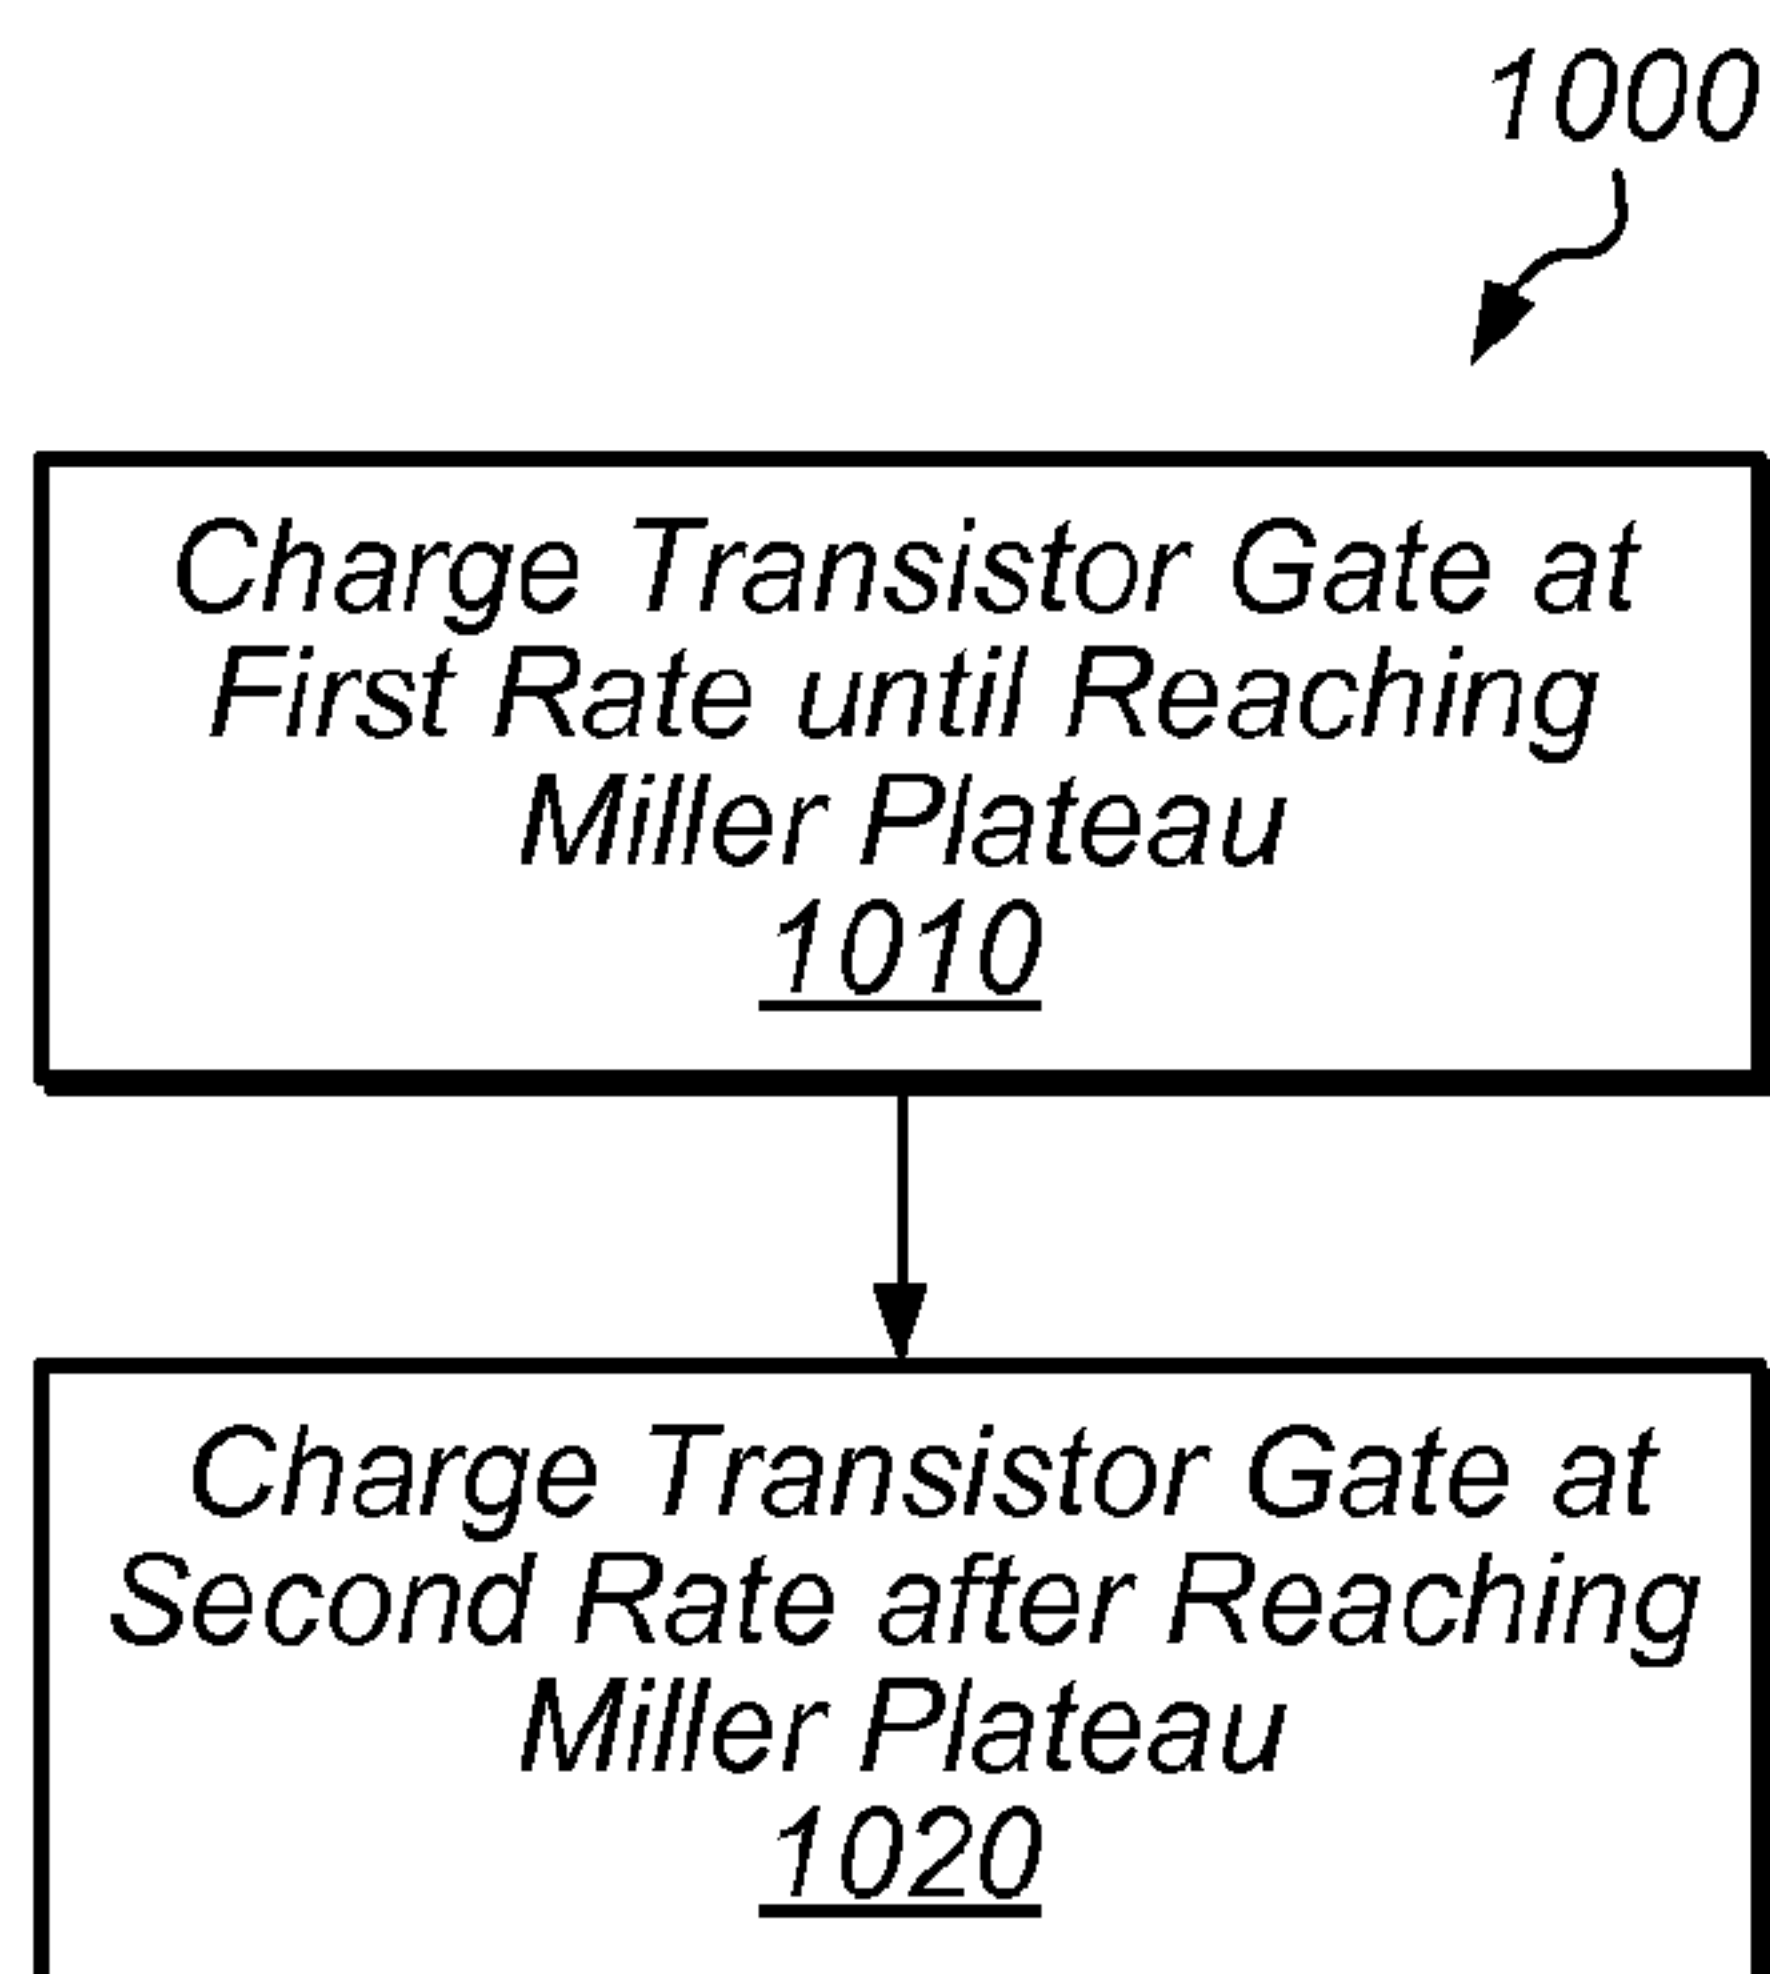 1000
Charge Transistor Gate at
First Rate until Reaching
Miller Plateau
1010
Charge Transistor Gate at
Second Rate after Reaching
Miller Plateau
1020